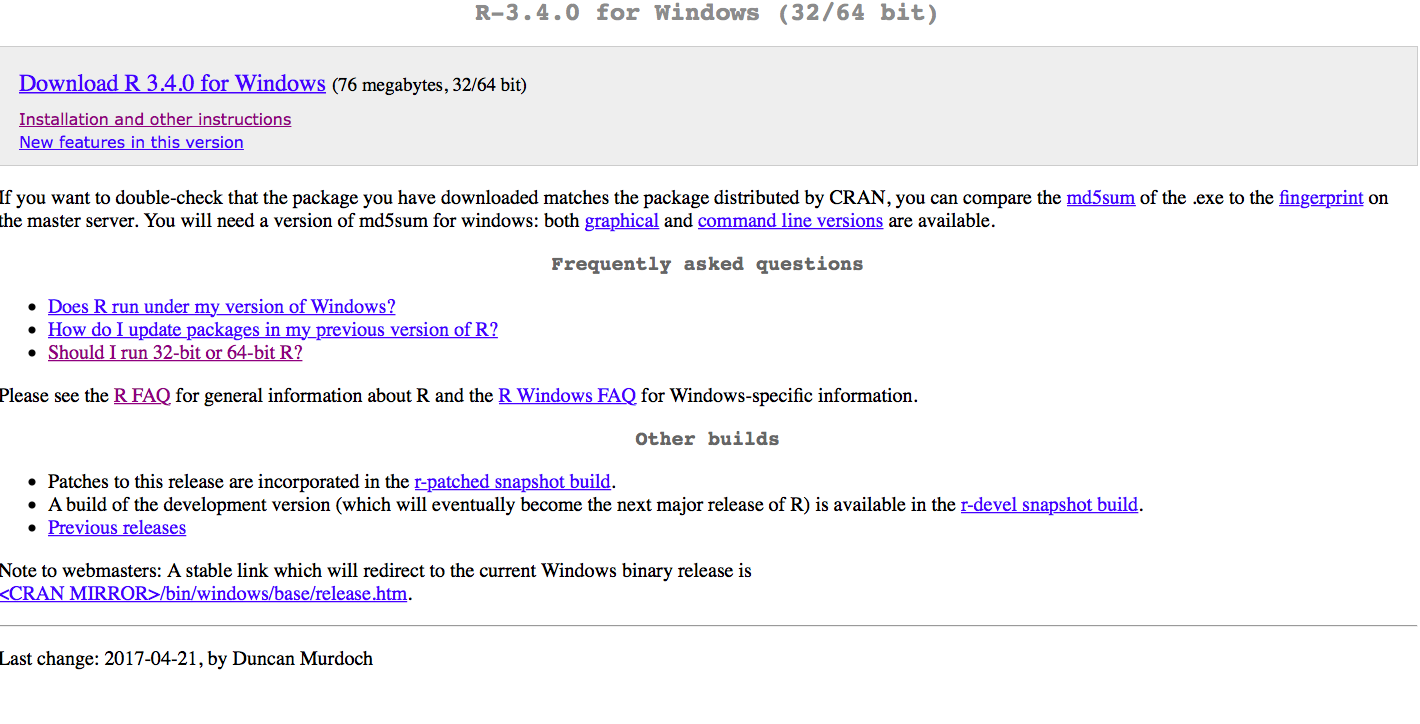 R-3.4.0 for Windows (32/64 bit)
Download R 3.4.0 for Windows (76 megabytes, 32/64 bit)
Installation and other instructions
New features in this version
If you want to double-check that the package you have downloaded matches the package distributed by CRAN, you can compare the md5sum of the .exe to the fingerprint on
the master server. You will need a version of md5sum for windows: both graphical and command line versions are available.
Frequently asked questions
• Does R run under my version of Windows?
• How do I update packages in my previous version of R?
• Should I run 32-bit or 64-bit R?
Please see the R FAQ for general information about R and the R Windows FAQ for Windows-specific information.
Other builds
• Patches to this release are incorporated in the r-patched snapshot build.
• A build of the development version (which will eventually become the next major release of R) is available in the r-devel snapshot build.
• Previous releases
Note to webmasters: A stable link which will redirect to the current Windows binary release is
<CRAN MIRROR>/bin/windows/base/release.htm.
Last change: 2017-04-21, by Duncan Murdoch